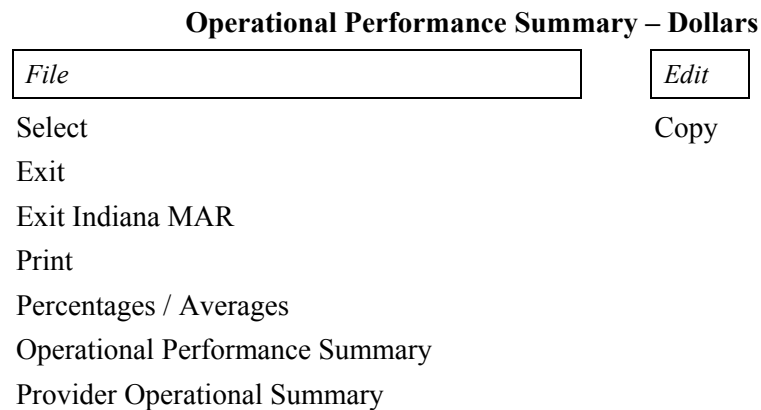 Operational Performance Summary – Dollars
File Edit
Select Copy
Exit
Exit Indiana MAR
Print
Percentages / Averages
Operational Performance Summary
Provider Operational Summary